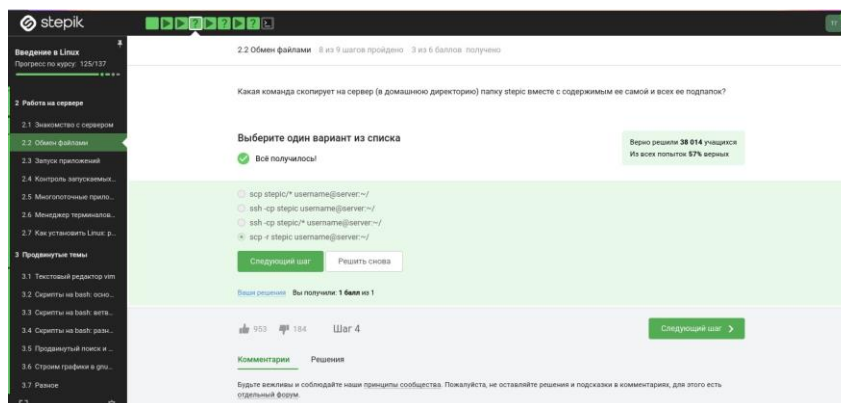 stepik
Введение в Linux
Прогресс по курсу: 125/137
2 Работа на сервере
2.1 Знакомство с сервером
2.2 Обмен файлами
2.3 Запуск приложений
2.4 Контроль запускаемых...
2.5 Многопоточные прило...
2.6 Менеджер терминалов...
2.7 Как установить Linux: р...
3 Продвинутые темы
3.1 Текстовый редактор vim
3.2 Скрипты на bash: осно...
3.3 Скрипты на bash: ветв...
3.4 Скрипты на bash: разн...
3.5 Продвинутый поиск и ...
3.6 Строим графики в gnu...
3.7 Разное
2.2 Обмен файлами 8 из 9 шагов пройдено 3 из 6 баллов получено
Какая команда скопирует на сервер (в домашнюю директорию) папку stepic вместе с содержимым ее самой и всех ее подпапок?
Выберите один вариант из списка
Всё получилось!
Верно решили 38 014 учащихся
Из всех попыток 57% верных
scp stepic/* username@server:~/
ssh -cp stepic username@server:~/
ssh -cp stepic/* username@server:~/
scp -r stepic username@server:~/
Следующий шаг
Решить снова
Ваши решения Вы получили: 1 балл из 1
953 184 Шаг 4
Следующий шаг
Комментарии Решения
Будьте вежливы и соблюдайте наши принципы сообщества. Пожалуйста, не оставляйте решения и подсказки в комментариях, для этого есть
отдельный форум.